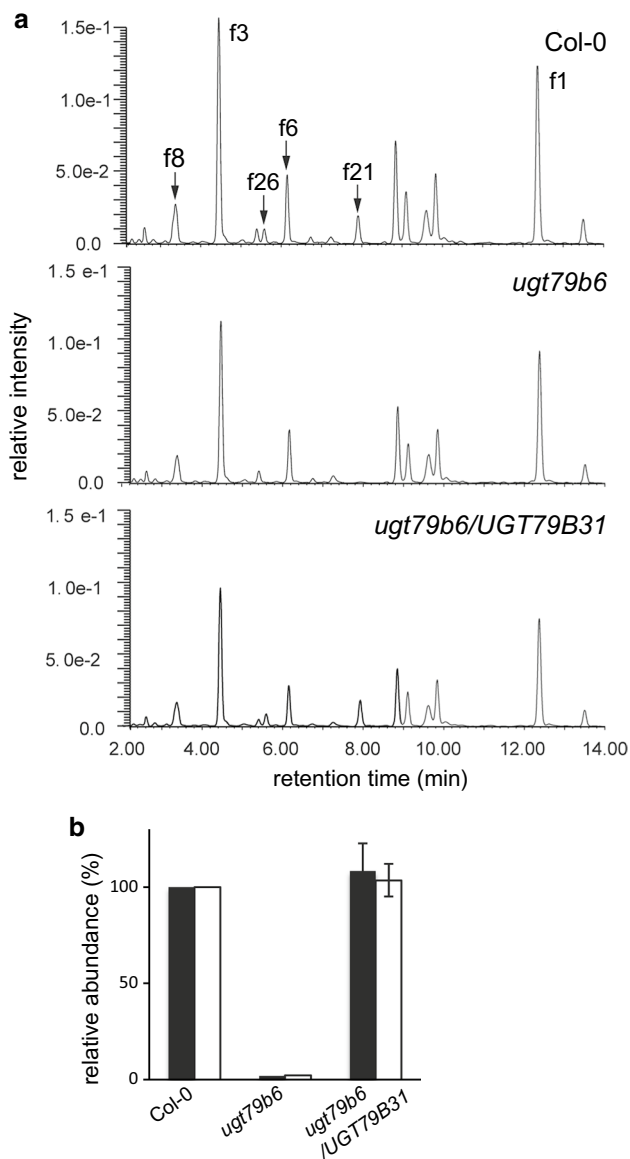 a
1.5e-1
1.0e-1
5.0e-2
0.0
f8
f3
f26
f6
f21
f1
Col-0
1.5 e-1
1.0e-1
5.0e-2
0.0
ugt79b6
relative intensity
1.5 e-1
1.0e-1
5.0e-2
0.0
ugt79b6/UGT79B31
2.00 4.00 6.00 8.00 10.00 12.00 14.00
retention time (min)
b
relative abundance (%)
100
50
0
Col-0
ugt79b6
ugt79b6
/UGT79B31